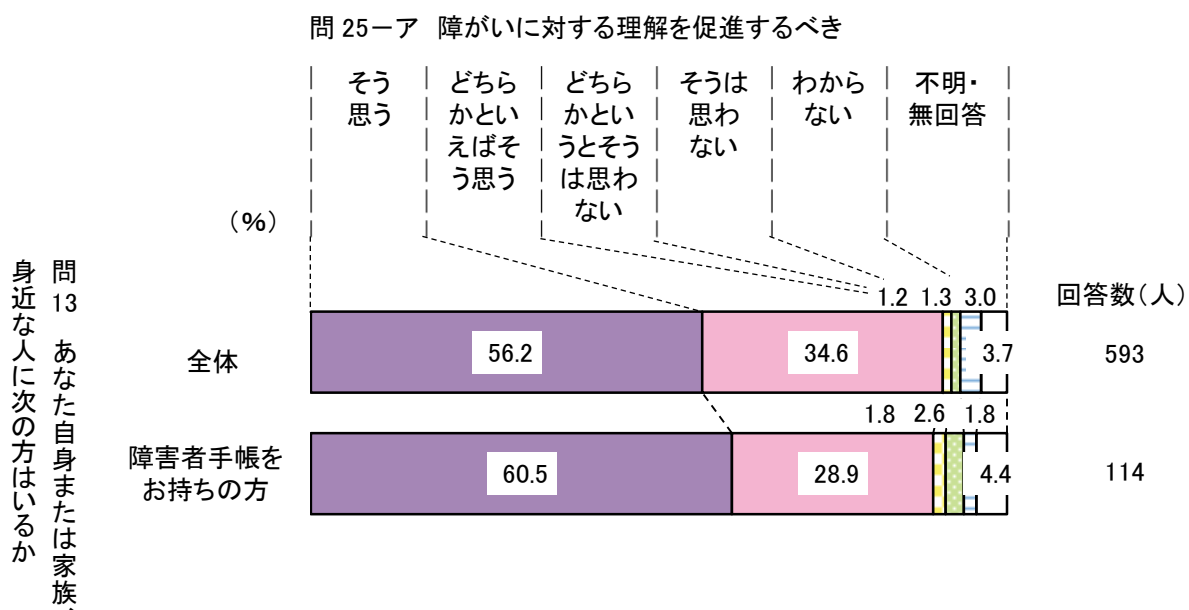 問 25－ア 障がいに対する理解を促進するべき
そう
思う
どちら
かとい
えばそ
う思う
どちら
かとい
うとそう
は思わ
ない
そうは
思わ
ない
わから
ない
不明・
無回答
(%)
1.2 1.3 3.0
回答数(人)
全体
56.2 34.6 3.7
593
1.8 2.6 1.8
障害者手帳を
お持ちの方
60.5 28.9 4.4
114
問 13 あなた自身または家族、
身近な人に次の方はいるか